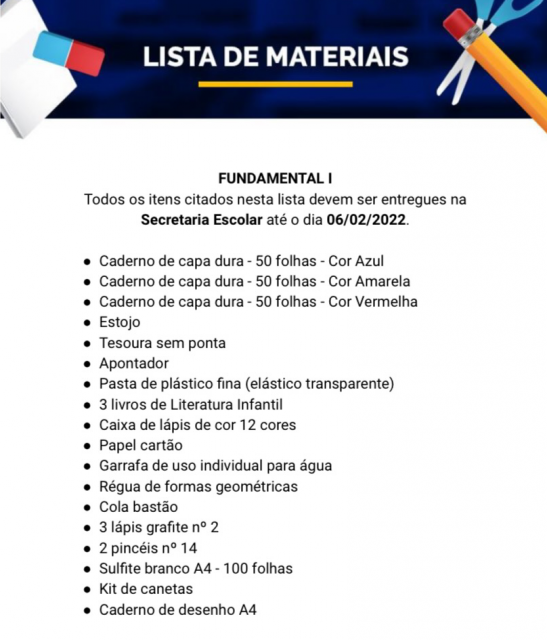 LISTA DE MATERIAIS
FUNDAMENTAL I
Todos os itens citados nesta lista devem ser entregues na
Secretaria Escolar até o dia 06/02/2022.
● Caderno de capa dura - 50 folhas - Cor Azul
● Caderno de capa dura - 50 folhas - Cor Amarela
● Caderno de capa dura - 50 folhas - Cor Vermelha
● Estojo
● Tesoura sem ponta
● Apontador
● Pasta de plástico fina (elástico transparente)
● 3 livros de Literatura Infantil
● Caixa de lápis de cor 12 cores
● Papel cartão
● Garrafa de uso individual para água
● Régua de formas geométricas
● Cola bastão
● 3 lápis grafite nº 2
● 2 pincéis nº 14
● Sulfite branco A4 - 100 folhas
● Kit de canetas
● Caderno de desenho A4